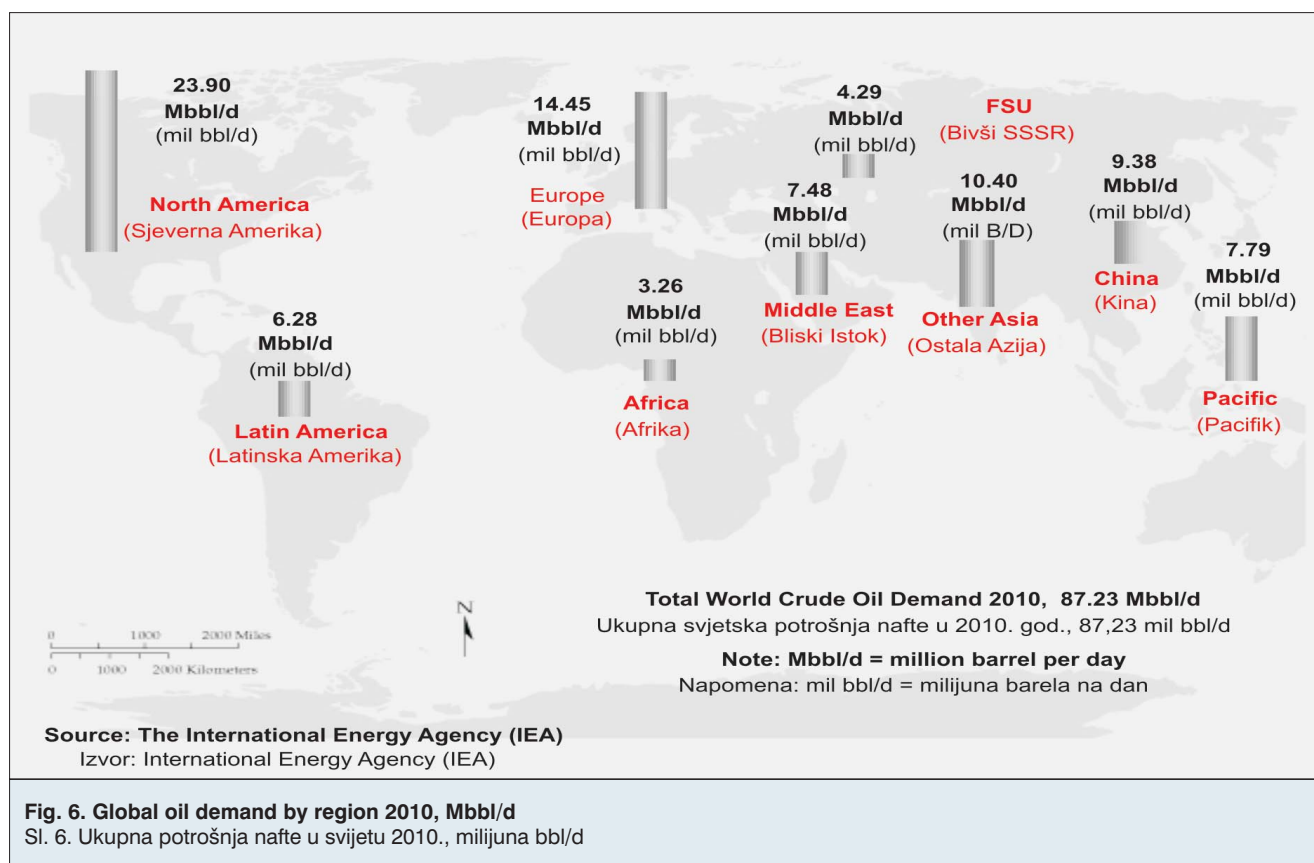 23.90
Mbbl/d
(mil bbl/d)
North America
(Sjeverna Amerika)
14.45
Mbbl/d
(mil bbl/d)
Europe
(Europa)
4.29
Mbbl/d
(mil bbl/d)
FSU
(Bivši SSSR)
7.48
Mbbl/d
(mil bbl/d)
Middle East
(Bliski Istok)
10.40
Mbbl/d
(mil B/D)
Other Asia
(Ostala Azija)
9.38
Mbbl/d
(mil bbl/d)
China
(Kina)
7.79
Mbbl/d
(mil bbl/d)
Pacific
(Pacifik)
6.28
Mbbl/d
(mil bbl/d)
Latin America
(Latinska Amerika)
3.26
Mbbl/d
(mil bbl/d)
Africa
(Afrika)
Total World Crude Oil Demand 2010, 87.23 Mbbl/d
Ukupna svjetska potrošnja nafte u 2010. god., 87,23 mil bbl/d
Note: Mbbl/d = million barrel per day
Napomena: mil bbl/d = milijuna barela na dan
N
0 1000 2000 Miles
0 1000 2000 Kilometers
Source: The International Energy Agency (IEA)
Izvor: International Energy Agency (IEA)
Fig. 6. Global oil demand by region 2010, Mbbl/d
Sl. 6. Ukupna potrošnja nafte u svijetu 2010., milijuna bbl/d